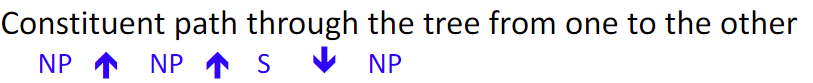 Constituent path through the tree from one to the other
NP ↑ NP ↑ S ↓ NP